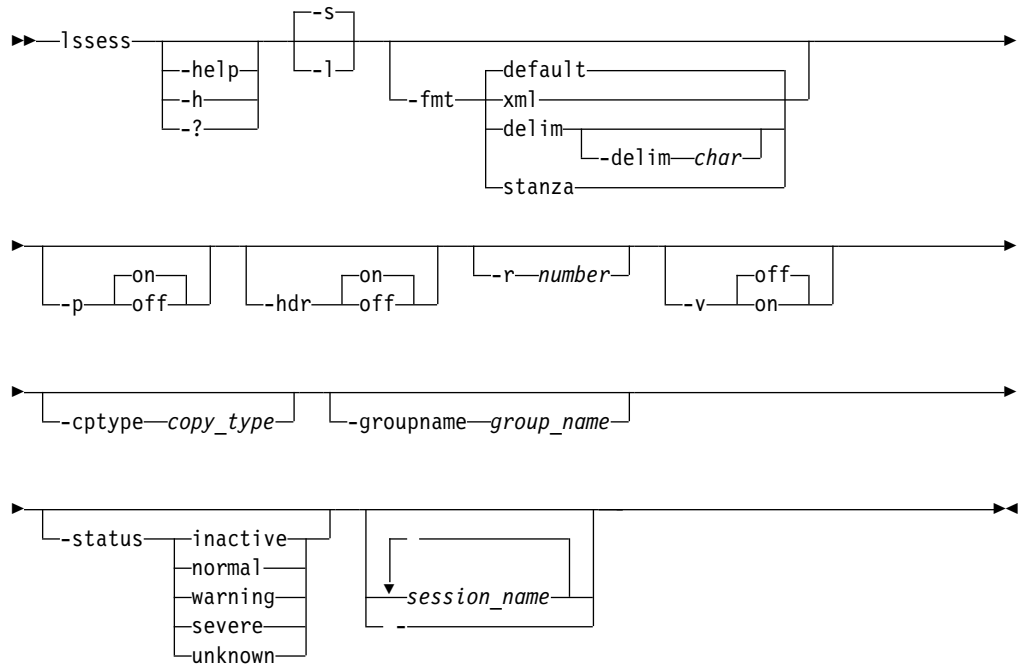 -s
lssess
-help
-l
default
-h
-fmt
xml
-?
delim
-delim char
stanza
on
on
-r number
off
-p
off
-hdr
off
-v
on
-cptype copy_type
-groupname group_name
-status
inactive
normal
warning
session_name
severe
-
unknown